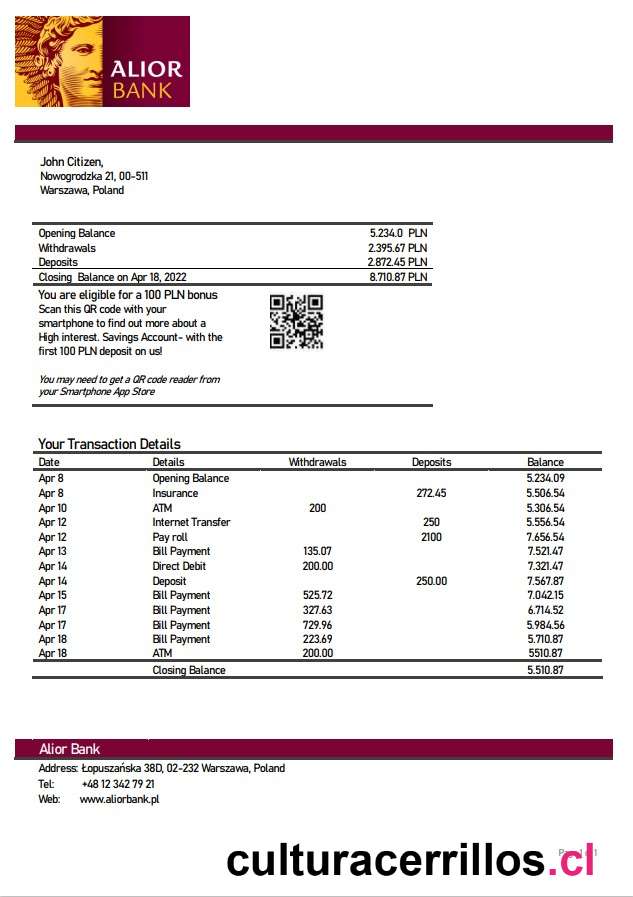 ALIOR
BANK
John Citizen,
Nowogrodzka 21, 00-511
Warszawa, Poland
Opening Balance 5.234.0 PLN
Withdrawals 2.395.67 PLN
Deposits 2.872.45 PLN
Closing Balance on Apr 18, 2022 8.710.87 PLN
You are eligible for a 100 PLN bonus
Scan this QR code with your
smartphone to find out more about a
High interest. Savings Account- with the
first 100 PLN deposit on us!
You may need to get a QR code reader from
your Smartphone App Store
Your Transaction Details
Date Details Withdrawals Deposits Balance
Apr 8 Opening Balance 5.234.09
Apr 8 Insurance 272.45 5.506.54
Apr 10 ATM 200 5.306.54
Apr 12 Internet Transfer 250 5.556.54
Apr 12 Pay roll 2100 7.656.54
Apr 13 Bill Payment 135.07 7.521.47
Apr 14 Direct Debit 200.00 7.321.47
Apr 14 Deposit 250.00 7.567.87
Apr 15 Bill Payment 525.72 7.042.15
Apr 17 Bill Payment 327.63 6.714.52
Apr 17 Bill Payment 729.96 5.984.56
Apr 18 Bill Payment 223.69 5.710.87
Apr 18 ATM 200.00 5510.87
Closing Balance 5.510.87
Alior Bank
Address: Łopuszańska 38D, 02-232 Warszawa, Poland
Tel: +48 12 342 79 21
Web: www.aliorbank.pl
culturacerrillos.cl